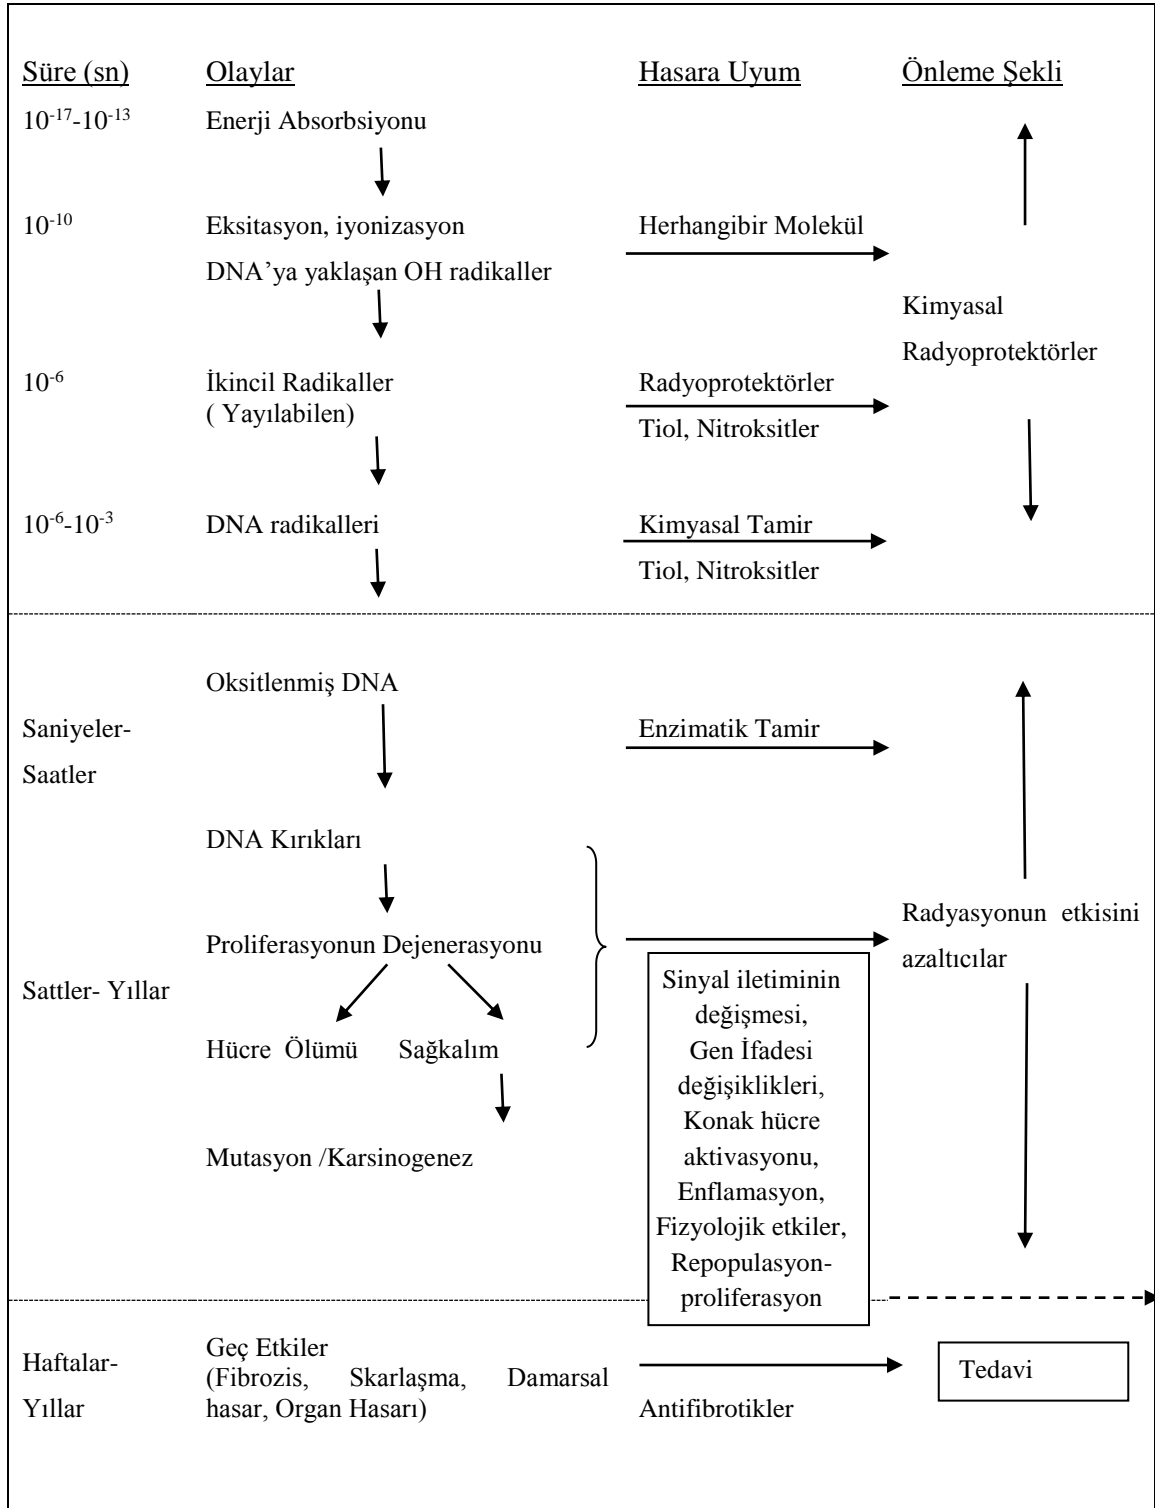 Süre (sn) Olaylar Hasara Uyum Önleme Şekli
10⁻¹⁷-10⁻¹³ Enerji Absorbsiyonu
10⁻¹⁰ Eksitasyon, iyonizasyon Herhangibir Molekül
DNA’ya yaklaşan OH radikaller
Kimyasal
Radyoprotektörler
10⁻⁶ İkincil Radikaller Radyoprotektörler
( Yayılabilen)
Tiol, Nitroksitler
10⁻⁶-10⁻³ DNA radikalleri Kimyasal Tamir
Tiol, Nitroksitler
Oksitlenmiş DNA
Saniyeler- Enzimatik Tamir
Saatler
DNA Kırıkları
Radyasyonun etkisini
azaltıcılar
Proliferasyonun Dejenerasyonu
Sattler- Yıllar
Hücre Ölümü Sağkalım
Mutasyon /Karsinogenez
Sinyal iletiminin
değişmesi,
Gen İfadesi
değişiklikleri,
Konak hücre
aktivasyonu,
Enflamasyon,
Fizyolojik etkiler,
Repopulasyon-
proliferasyon
Haftalar-
Yıllar
Geç Etkiler
(Fibrozis, Skarlaşma, Damarsal
hasar, Organ Hasarı)
Antifibrotikler
Tedavi